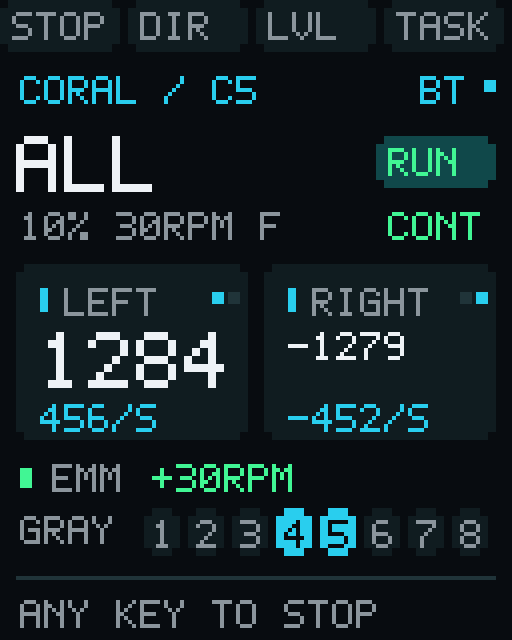 STOP DIR LVL TASK
CORAL / C5 BT
ALL RUN
10% 30RPM F CONT
LEFT RIGHT
1284 -1279
456/S -452/S
EMM +30RPM
GRAY 1 2 3 4 5 6 7 8
ANY KEY TO STOP